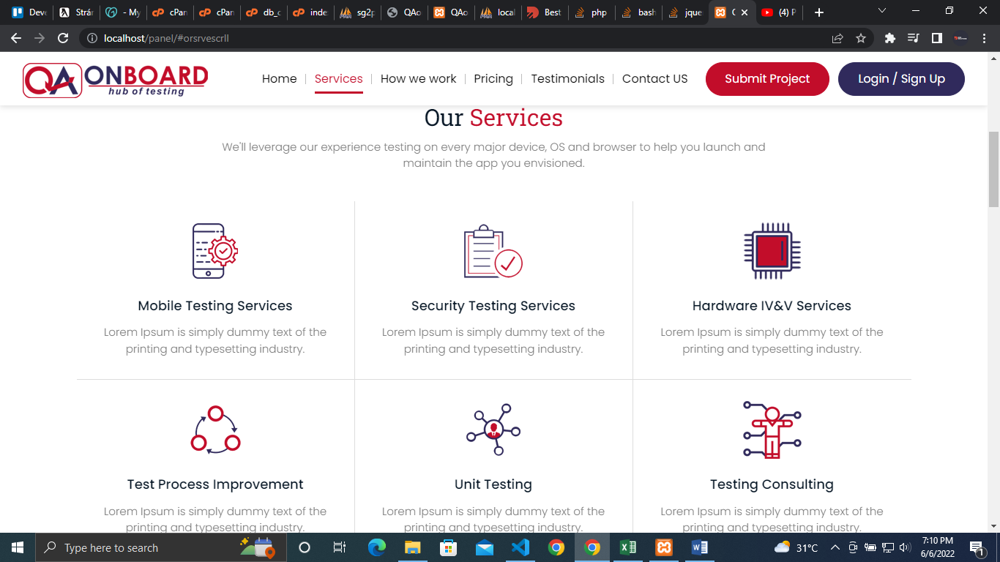 Deve
Strán
- My
cPan
cPan
db_c
inde
sg2p
QAo
QAo
local
Best
php
bash
jque
(4) P
localhost/panel/#orsrvescrll
QA ONBOARD
hub of testing
Home
Services
How we work
Pricing
Testimonials
Contact US
Submit Project
Login / Sign Up
Our Services
We'll leverage our experience testing on every major device, OS and browser to help you launch and
maintain the app you envisioned.
Mobile Testing Services
Lorem Ipsum is simply dummy text of the
printing and typesetting industry.
Security Testing Services
Lorem Ipsum is simply dummy text of the
printing and typesetting industry.
Hardware IV&V Services
Lorem Ipsum is simply dummy text of the
printing and typesetting industry.
Test Process Improvement
Lorem Ipsum is simply dummy text of the
printing and typesetting industry.
Unit Testing
Lorem Ipsum is simply dummy text of the
printing and typesetting industry.
Testing Consulting
Lorem Ipsum is simply dummy text of the
printing and typesetting industry.
Type here to search
31°C
7:10 PM
6/6/2022
1